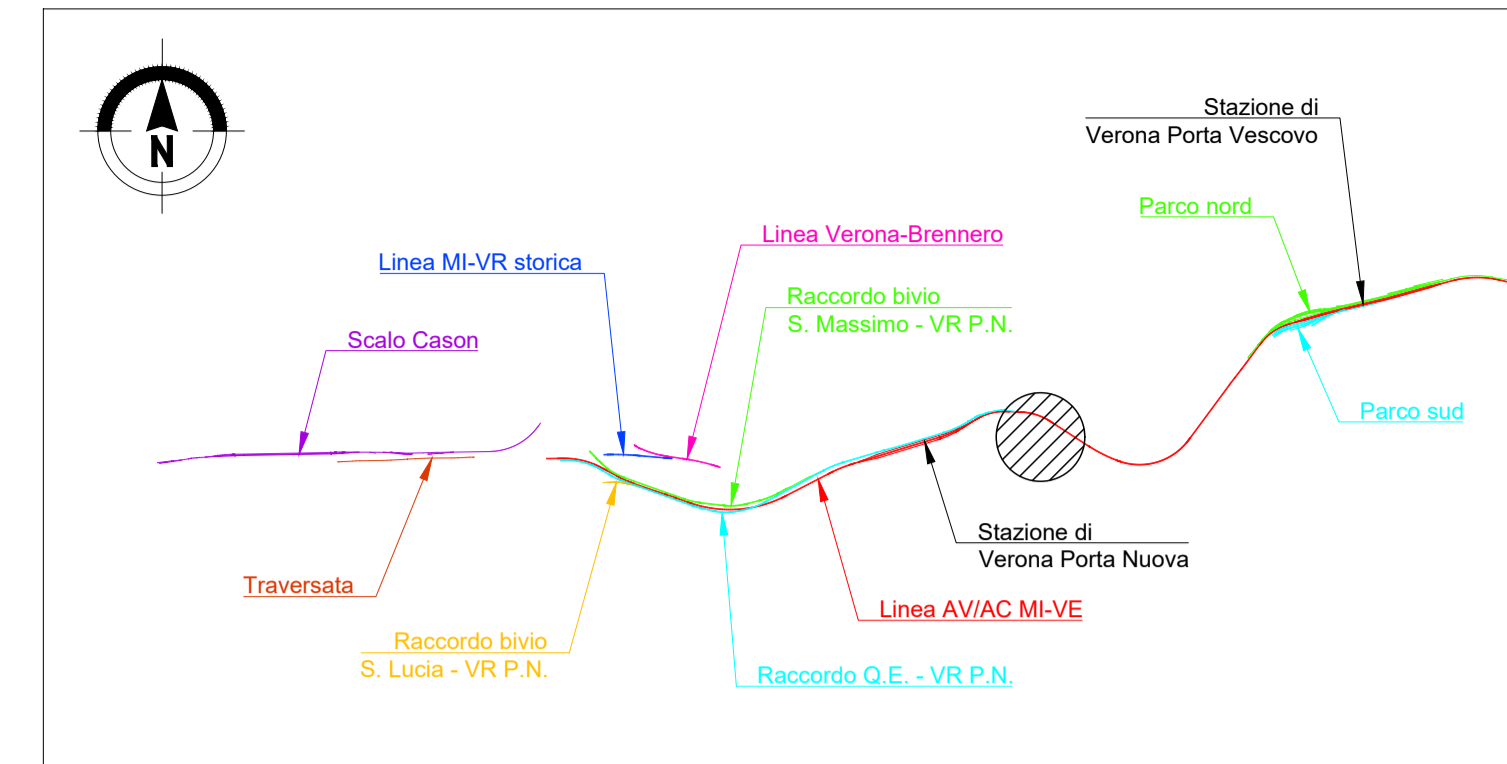 N
Stazione di
Verona Porta Vescovo
Parco nord
Linea Verona-Brennero
Linea MI-VR storica
Raccordo bivio
S. Massimo - VR P.N.
Scalo Cason
Parco sud
Stazione di
Verona Porta Nuova
Traversata
Linea AV/AC MI-VE
Raccordo bivio
S. Lucia - VR P.N.
Raccordo Q.E. - VR P.N.